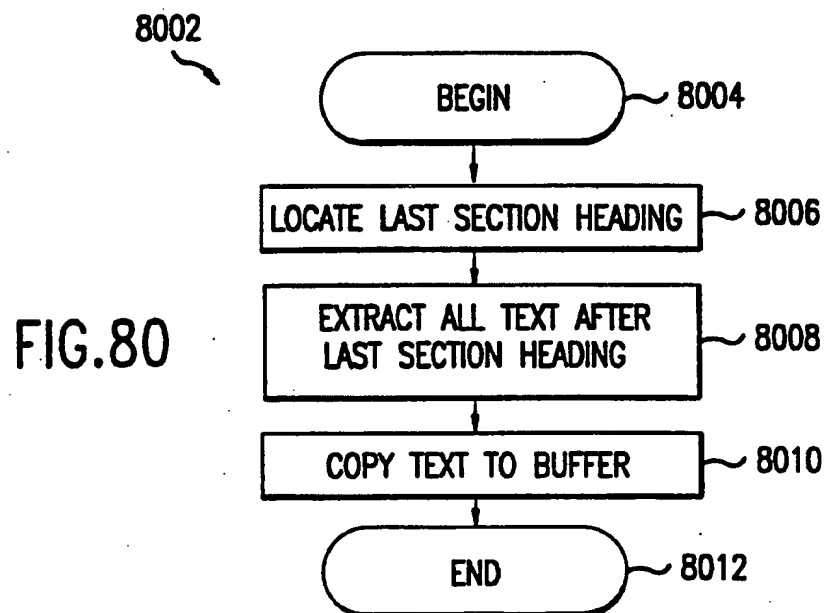 8002
BEGIN
8004
LOCATE LAST SECTION HEADING
8006
EXTRACT ALL TEXT AFTER
LAST SECTION HEADING
8008
FIG.80
COPY TEXT TO BUFFER
8010
END
8012